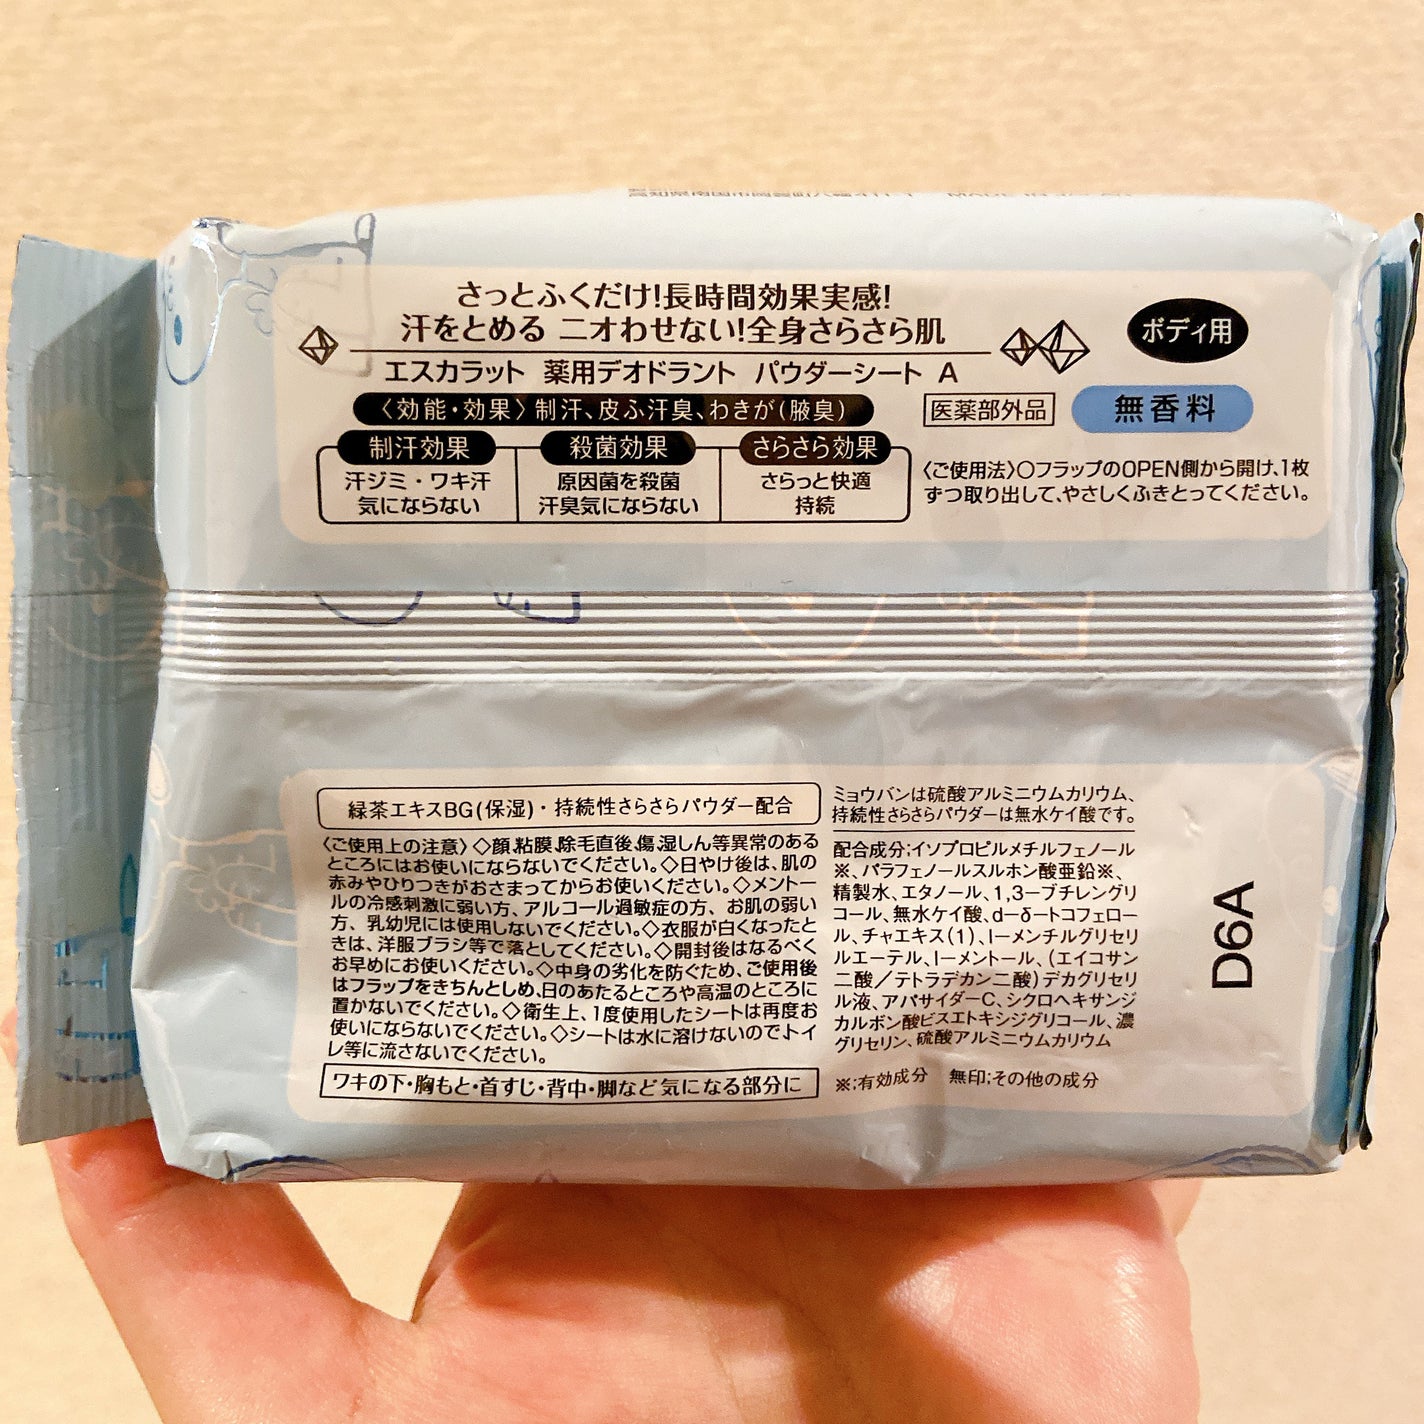 さっとふくだけ!長時間効果実感!
汗をとめる ニオわせない!全身さらさら肌
エスカラット 薬用デオドラント パウダーシート A
ボディ用
〈効能・効果〉制汗、皮ふ汗臭、わきが(腋臭)
医薬部外品
無香料
制汗効果
汗ジミ・ワキ汗
気にならない
殺菌効果
原因菌を殺菌
汗臭気にならない
さらさら効果
さらっと快適
持続
〈ご使用法〉〇フラップのOPEN側から開け、1枚
ずつ取り出して、やさしくふきとってください。
緑茶エキスBG(保湿)・持続性さらさらパウダー配合
〈ご使用上の注意〉◇顔、粘膜、除毛直後、傷、湿しん等異常のある
ところにはお使いにならないでください。◇日やけ後は、肌の
赤みやひりつきがおさまってからお使いください。◇メントー
ルの冷感刺激に弱い方、アルコール過敏症の方、お肌の弱い
方、乳幼児には使用しないでください。◇衣服が白くなったと
きは、洋服ブラシ等で落としてください。◇開封後はなるべく
お早めにお使いください。◇中身の劣化を防ぐため、ご使用後
はフラップをきちんとしめ、日のあたるところや高温のところに
置かないでください。◇衛生上、1度使用したシートは再度お
使いにならないでください。◇シートは水に溶けないのでトイ
レ等に流さないでください。
ワキの下・胸もと・首すじ・背中・脚など気になる部分に
ミョウバンは硫酸アルミニウムカリウム、
持続性さらさらパウダーは無水ケイ酸です。
配合成分;イソプロピルメチルフェノール
※、パラフェノールスルホン酸亜鉛※、
精製水、エタノール、1,3-ブチレングリ
コール、無水ケイ酸、d-δ-トコフェロー
ル、チャエキス(1)、l-メンチルグリセリ
ルエーテル、l-メントール、(エイコサン
二酸/テトラデカン二酸)デカグリセリ
ル液、アパサイダーC、シクロヘキサンジ
カルボン酸ビスエトキシジグリコール、濃
グリセリン、硫酸アルミニウムカリウム
※;有効成分 無印;その他の成分
D6A